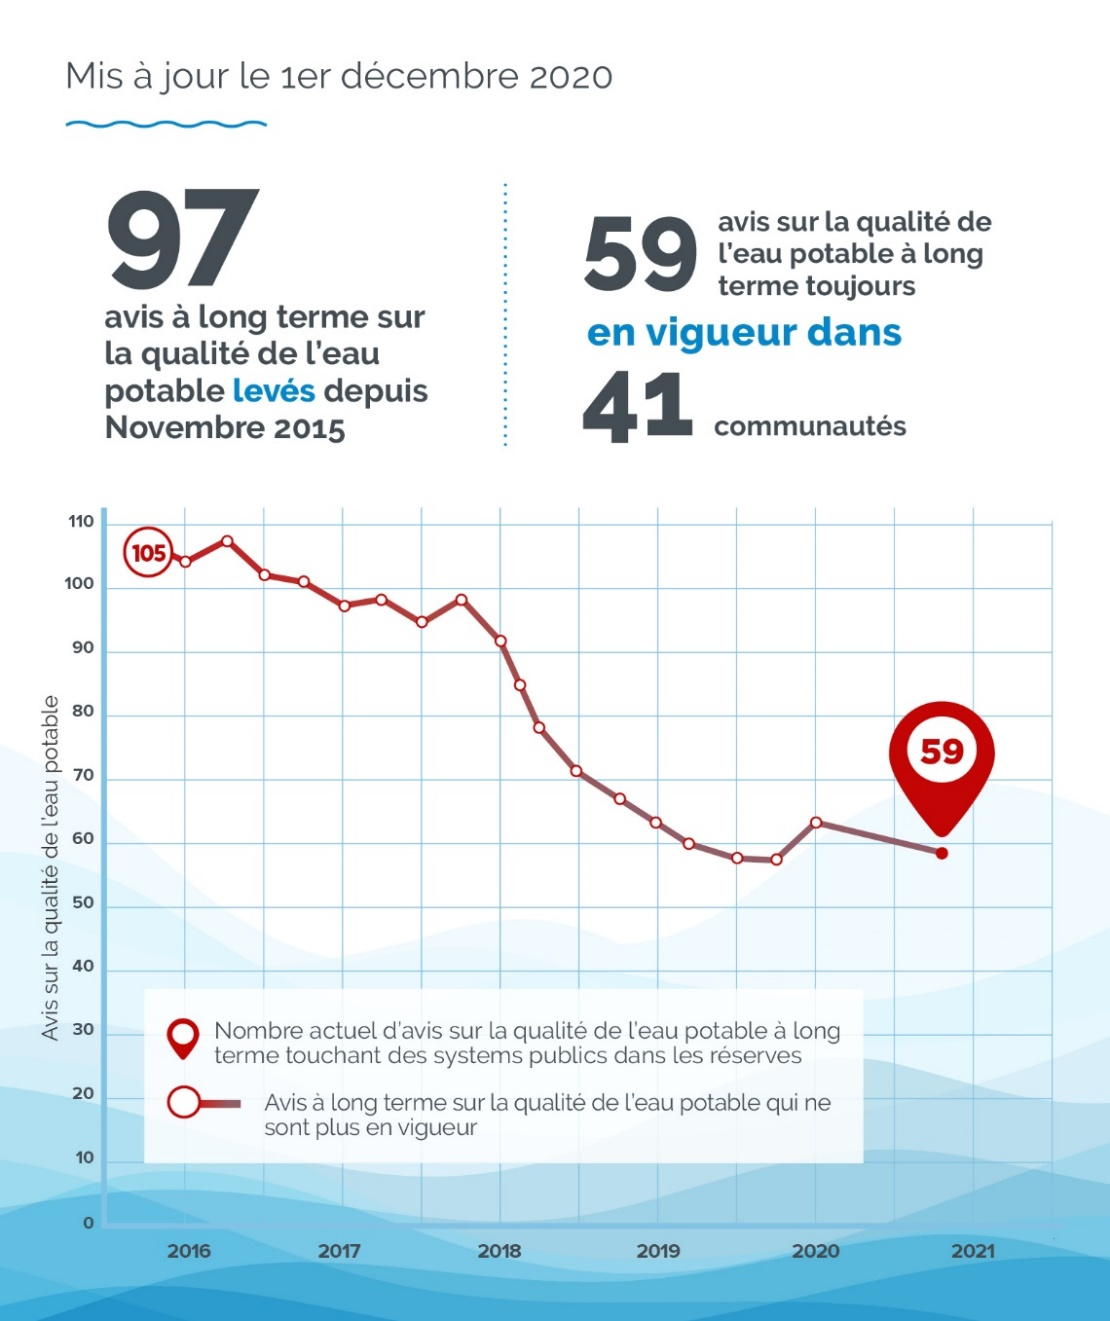 Mis à jour le 1er décembre 2020
97
avis à long terme sur
la qualité de l'eau
potable levés depuis
Novembre 2015
59
avis sur la qualité de
l'eau potable à long
terme toujours
en vigueur dans
41 communautés
Avis sur la qualité de l'eau potable
110
100
90
80
70
60
50
40
30
20
10
0
105
59
Nombre actuel d'avis sur la qualité de l'eau potable à long
terme touchant des systems publics dans les réserves
Avis à long terme sur la qualité de l'eau potable qui ne
sont plus en vigueur
2016 2017 2018 2019 2020 2021